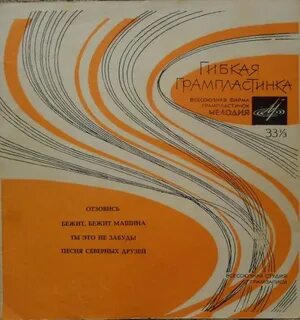 ГИБКАЯ
ГРАМПЛАСТИНКА
ВСЕСОЮЗНАЯ ФИРМА
ГРАМПЛАСТИНОК
МЕЛОДИЯ
33⅓
ОТЗОВИСЬ
БЕЖИТ, БЕЖИТ МАШИНА
ТЫ ЭТО НЕ ЗАБУДЬ!
ПЕСНЯ СЕВЕРНЫХ ДРУЗЕЙ
ВСЕСОЮЗНАЯ СТУДИЯ
ГРАМЗАПИСИ